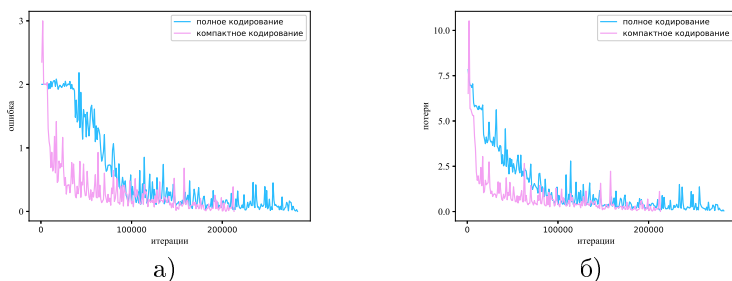 полное кодирование
компактное кодирование
3
2
1
0
ошибка
0
100000
200000
итерации
а)
полное кодирование
компактное кодирование
10.0
7.5
5.0
2.5
0.0
потери
0
100000
200000
итерации
б)